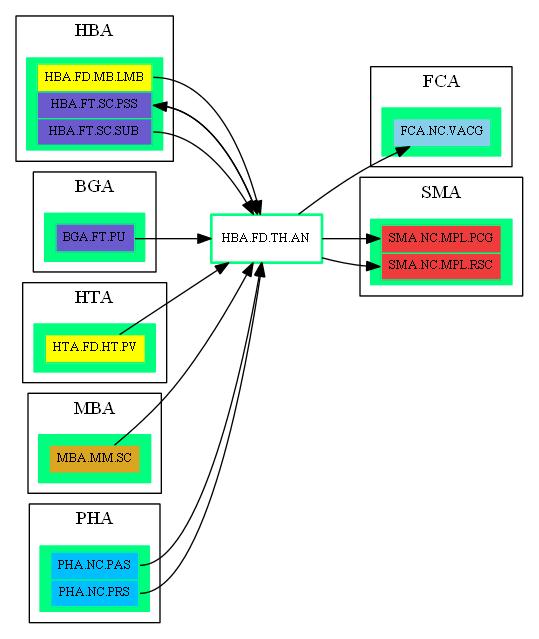 HBA
HBA.FD.MB.LMB
HBA.FT.SC.PSS
HBA.FT.SC.SUB
BGA
BGA.FT.PU
HTA
HTA.FD.HT.PV
MBA
MBA.MM.SC
PHA
PHA.NC.PAS
PHA.NC.PRS
HBA.FD.TH.AN
FCA
FCA.NC.VACG
SMA
SMA.NC.MPL.PCG
SMA.NC.MPL.RSC